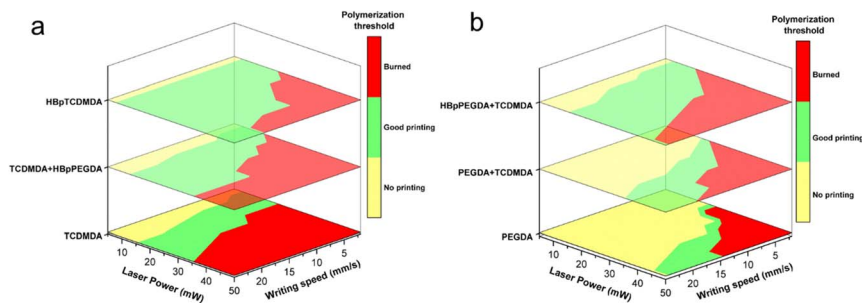 a
Polymerization
threshold
Burned
Good printing
No printing
HBpTCDMDA
TCDMDA+HBpPEGDA
TCDMDA
10
20
30
40
50
Laser Power (mW)
20
15
10
5
Writing speed (mm/s)
b
Polymerization
threshold
Burned
Good printing
No printing
HBpPEGDA+TCDMDA
PEGDA+TCDMDA
PEGDA
10
20
30
40
50
Laser Power (mW)
20
15
10
5
Writing speed (mm/s)